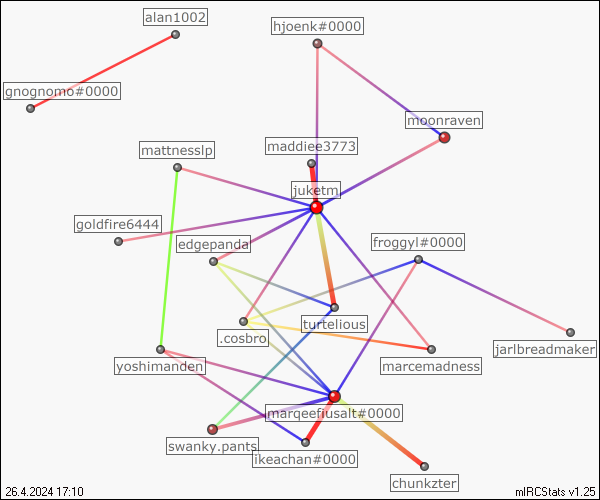 alan1002
hjoenk#0000
gnognomo#0000
moonraven
maddiee3773
mattnesslp
juketm
goldfire6444
edgepanda
froggyl#0000
turtelious
.cosbro
jarlbreadmaker
yoshimanden
marcemadness
marqeefiusalt#0000
swanky.pants
ikeachan#0000
chunkzter
26.4.2024 17:10
mIRCStats v1.25